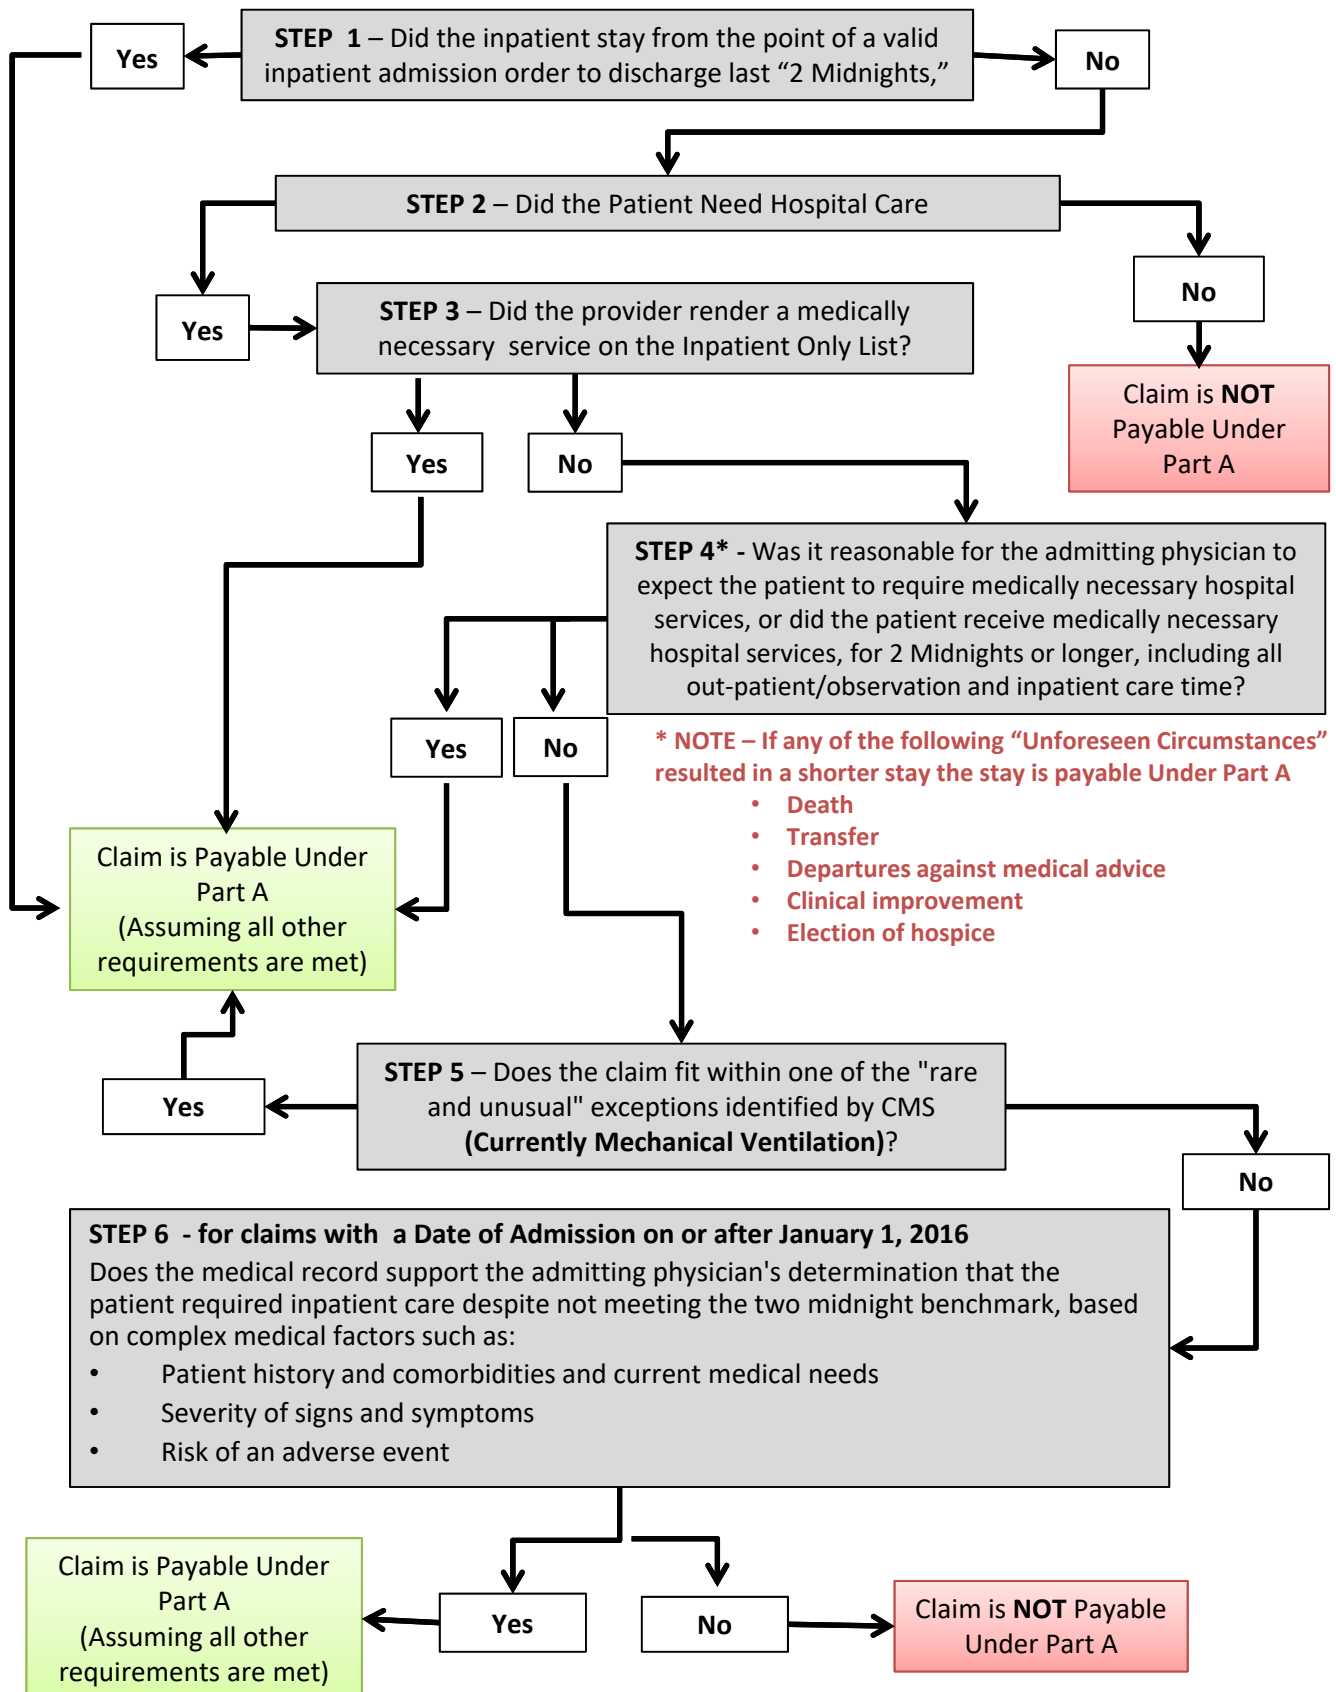 STEP 1 – Did the inpatient stay from the point of a valid
inpatient admission order to discharge last “2 Midnights,”
Yes
No
STEP 2 – Did the Patient Need Hospital Care
Yes
No
STEP 3 – Did the provider render a medically
necessary service on the Inpatient Only List?
Claim is NOT
Payable Under
Part A
Yes
No
STEP 4* - Was it reasonable for the admitting physician to
expect the patient to require medically necessary hospital
services, or did the patient receive medically necessary
hospital services, for 2 Midnights or longer, including all
out-patient/observation and inpatient care time?
Yes
No
* NOTE – If any of the following “Unforeseen Circumstances”
resulted in a shorter stay the stay is payable Under Part A
• Death
• Transfer
• Departures against medical advice
• Clinical improvement
• Election of hospice
Claim is Payable Under
Part A
(Assuming all other
requirements are met)
STEP 5 – Does the claim fit within one of the "rare
and unusual" exceptions identified by CMS
(Currently Mechanical Ventilation)?
Yes
No
STEP 6 - for claims with a Date of Admission on or after January 1, 2016
Does the medical record support the admitting physician's determination that the
patient required inpatient care despite not meeting the two midnight benchmark, based
on complex medical factors such as:
• Patient history and comorbidities and current medical needs
• Severity of signs and symptoms
• Risk of an adverse event
Claim is Payable Under
Part A
(Assuming all other
requirements are met)
Yes
No
Claim is NOT Payable
Under Part A